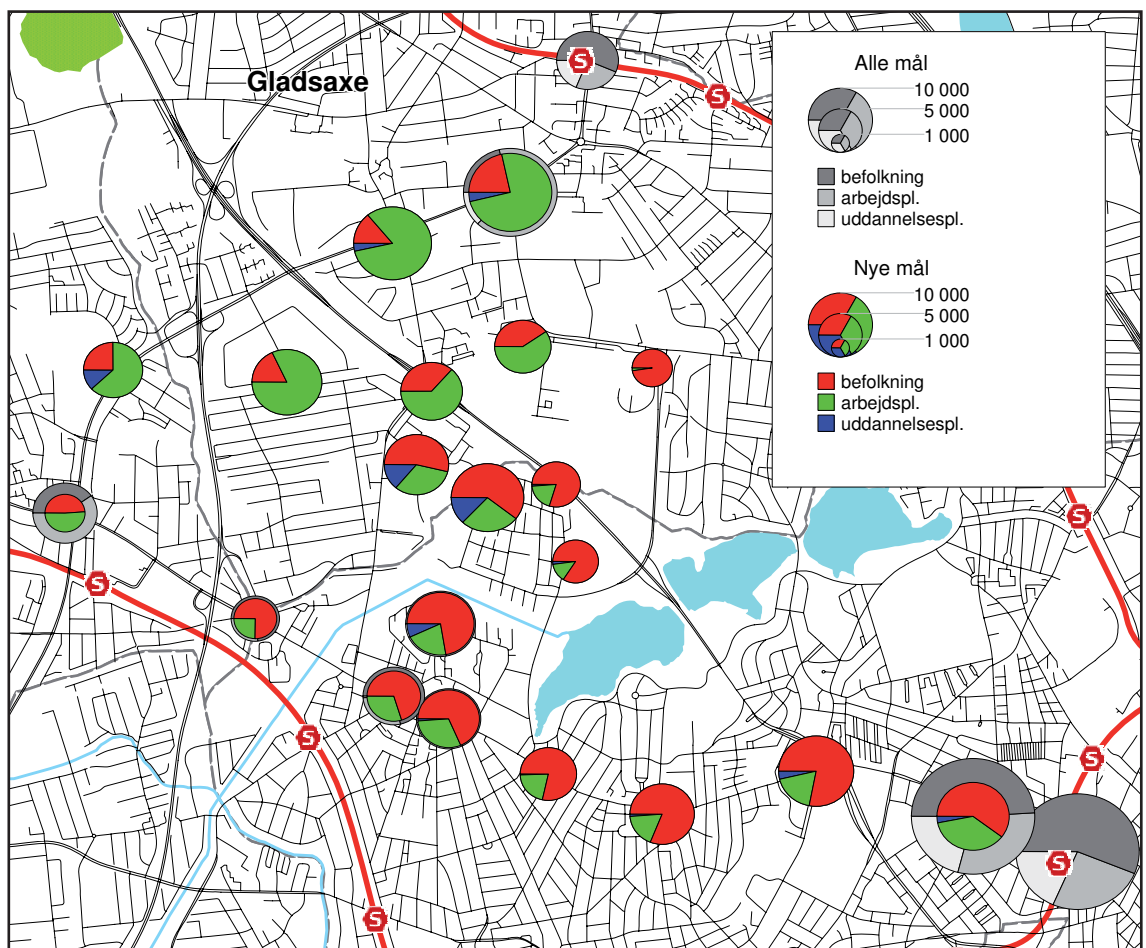 Gladsaxe
Alle mål
10 000
5 000
1 000
befolkning
arbejdspl.
uddannelsespl.
Nye mål
10 000
5 000
1 000
befolkning
arbejdspl.
uddannelsespl.
S
S
S
S
S
S
S
S